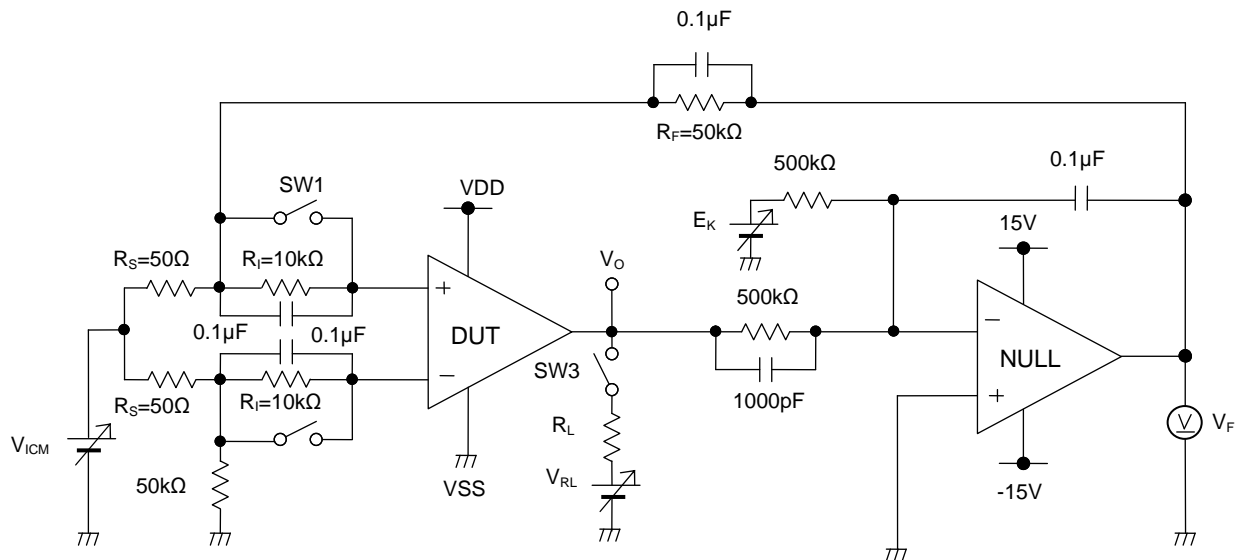 0.1µF
RF=50kΩ
500kΩ
0.1µF
SW1
VDD
EK
15V
RS=50Ω
RI=10kΩ
VO
500kΩ
+
−
0.1µF
0.1µF
DUT
NULL
−
SW3
+
1000pF
RS=50Ω
RI=10kΩ
V
VF
VICM
RL
50kΩ
VSS
VRL
-15V